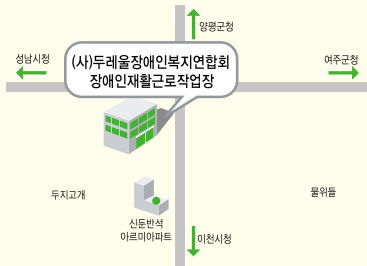 양평군청
성남시청
여주군청
(사)두레울장애인복지연합회
장애인재활근로작업장
두지고개
물위들
신둔반석
아르미아파트
이천시청